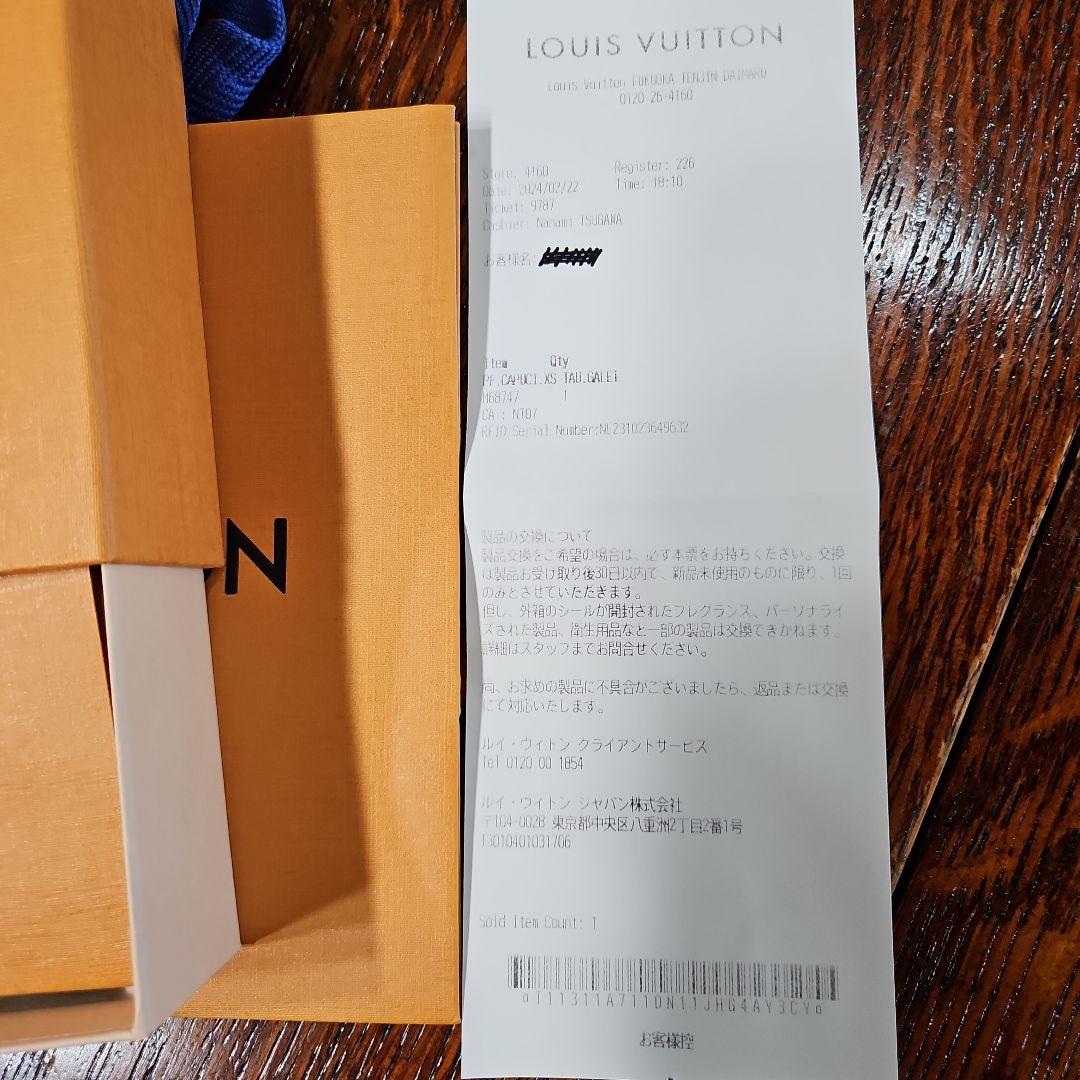 LOUIS VUITTON
Louis Vuitton FUKUOKA TENJIN DAIMARU
0120-26-4160
Store: 4160 Register: 226
Date: 2024/02/22 Time: 18:10
Ticket: 9787
Cashier: Nanami TSUGAWA
お客様名:
Item Qty
PF.CAPUCI.XS TAU.GALET
M68747 1
CA : NT07
RFID Serial Number:NL231023649632
製品の交換について
製品交換をご希望の場合は、必ず本票をお持ちください。交換
は製品お受け取り後30日以内で、新品未使用のものに限り、1回
のみとさせていただきます。
但し、外箱のシールが開封されたフレグランス、パーソナライ
ズされた製品、衛生用品など一部の製品は交換できかねます。
詳細はスタッフまでお問合せください。
尚、お求めの製品に不具合がございましたら、返品または交換
にて対応いたします。
ルイ・ヴィトン クライアントサービス
Tel 0120 00 1854
ルイ・ヴィトン ジャパン株式会社
〒104-0028 東京都中央区八重洲2丁目2番1号
T3010401031706
Sold Item Count: 1
aT11311A711DN11JHG4AY3CYa
お客様控
N